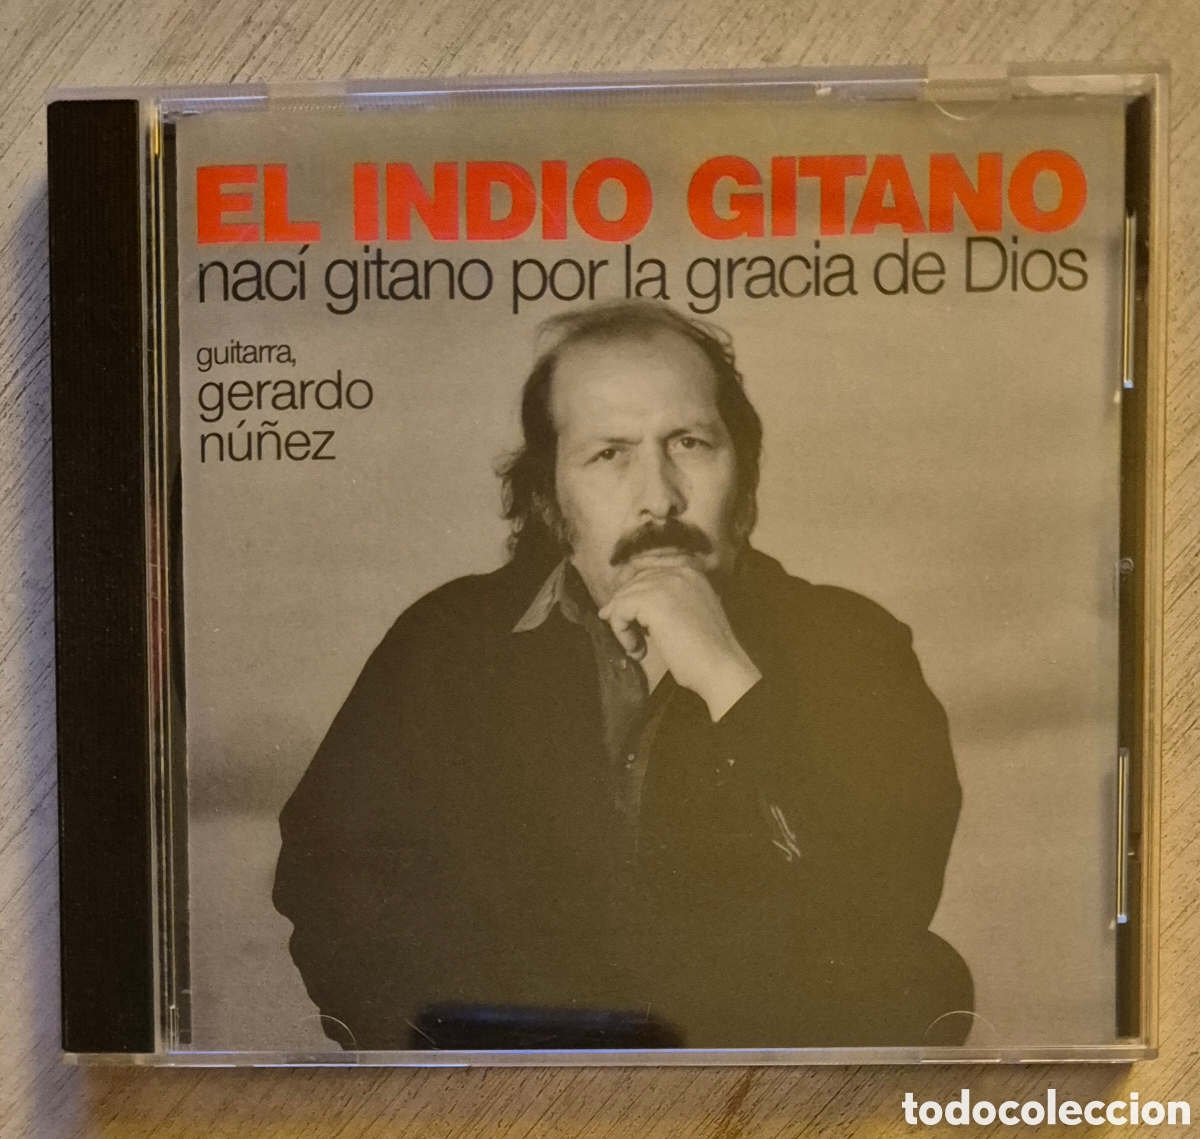 EL INDIO GITANO
nací gitano por la gracia de Dios
guitarra,
gerardo
núñez
todocoleccion